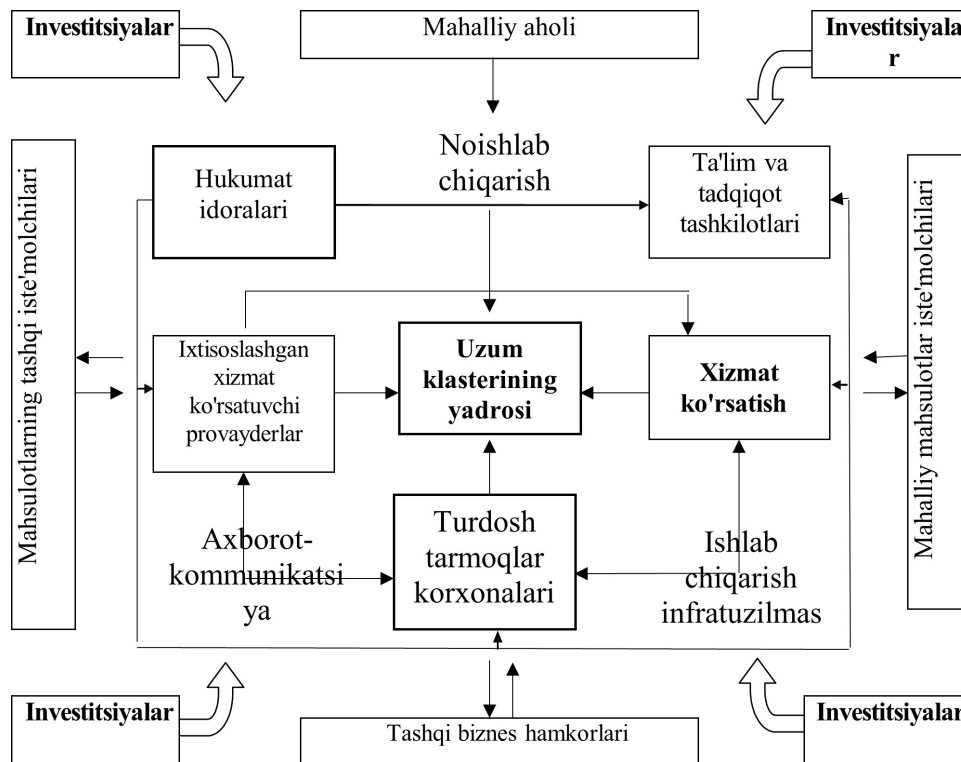 Investitsiyalar
Mahalliy aholi
Investitsiyala
r
Mahsulotlarning tashqi iste'molchilari
Hukumat
idoralari
Noishlab
chiqarish
Ta'lim va
tadqiqot
tashkilotlari
Mahalliy mahsulotlar iste'molchilari
Ixtisoslashgan
xizmat
ko'rsatuvchi
provayderlar
Uzum
klasterining
yadrosi
Xizmat
ko'rsatish
Axborot-
kommunikatsi
ya
Turdosh
tarmoqlar
korxonalari
Ishlab
chiqarish
infratuzilmas
Investitsiyalar
Tashqi biznes hamkorlari
Investitsiyalar